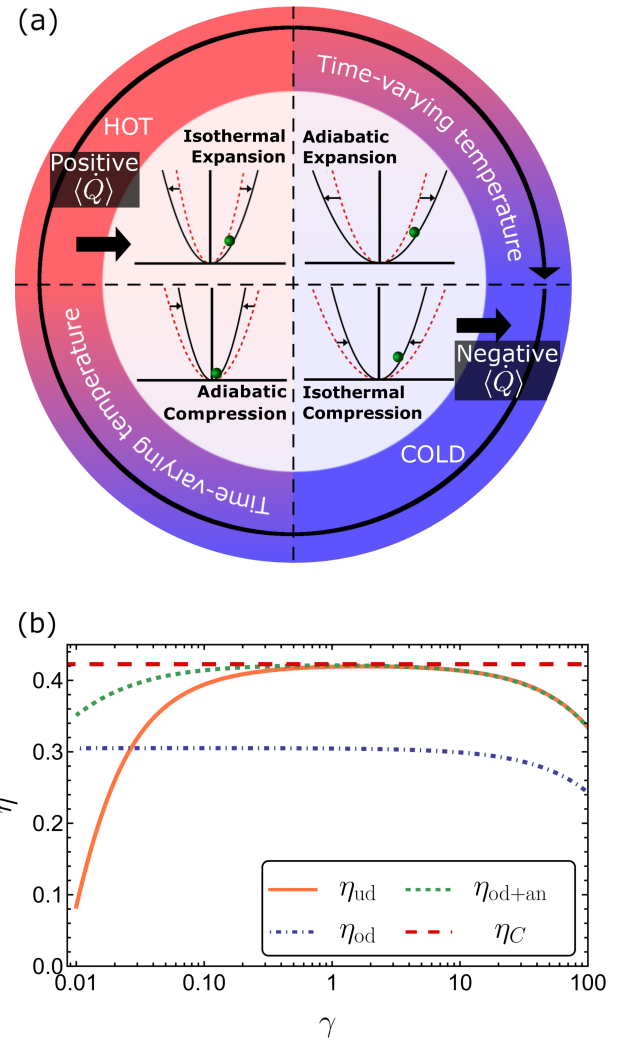 (a)
HOT
Time-varying temperature
Positive
⟨Q̇⟩
Isothermal
Expansion
Adiabatic
Expansion
Adiabatic
Compression
Isothermal
Compression
Negative
⟨Q̇⟩
Time-varying temperature
COLD
(b)
η
0.4
0.3
0.2
0.1
0.0
η_ud
η_od+an
η_od
η_C
0.01 0.10 1 10 100
γ